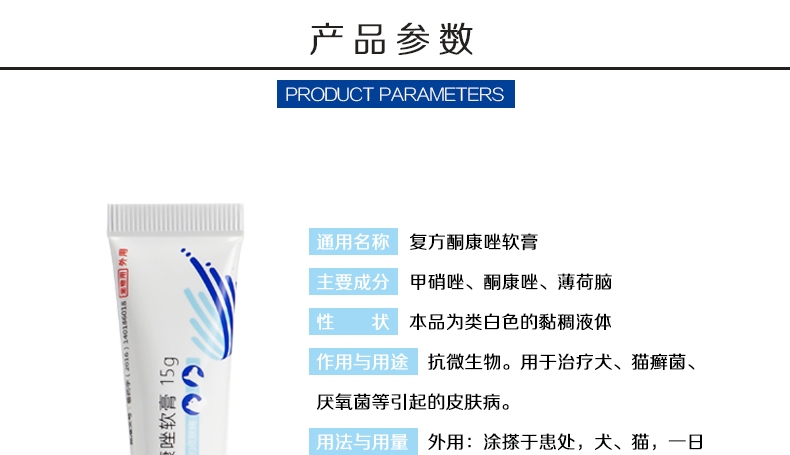 产品参数
PRODUCT PARAMETERS
通用名称 复方酮康唑软膏
主要成分 甲硝唑、酮康唑、薄荷脑
性 状 本品为类白色的黏稠液体
作用与用途 抗微生物。用于治疗犬、猫癣菌、
厌氧菌等引起的皮肤病。
用法与用量 外用：涂搽于患处，犬、猫，一日
外用
唑软膏 15g